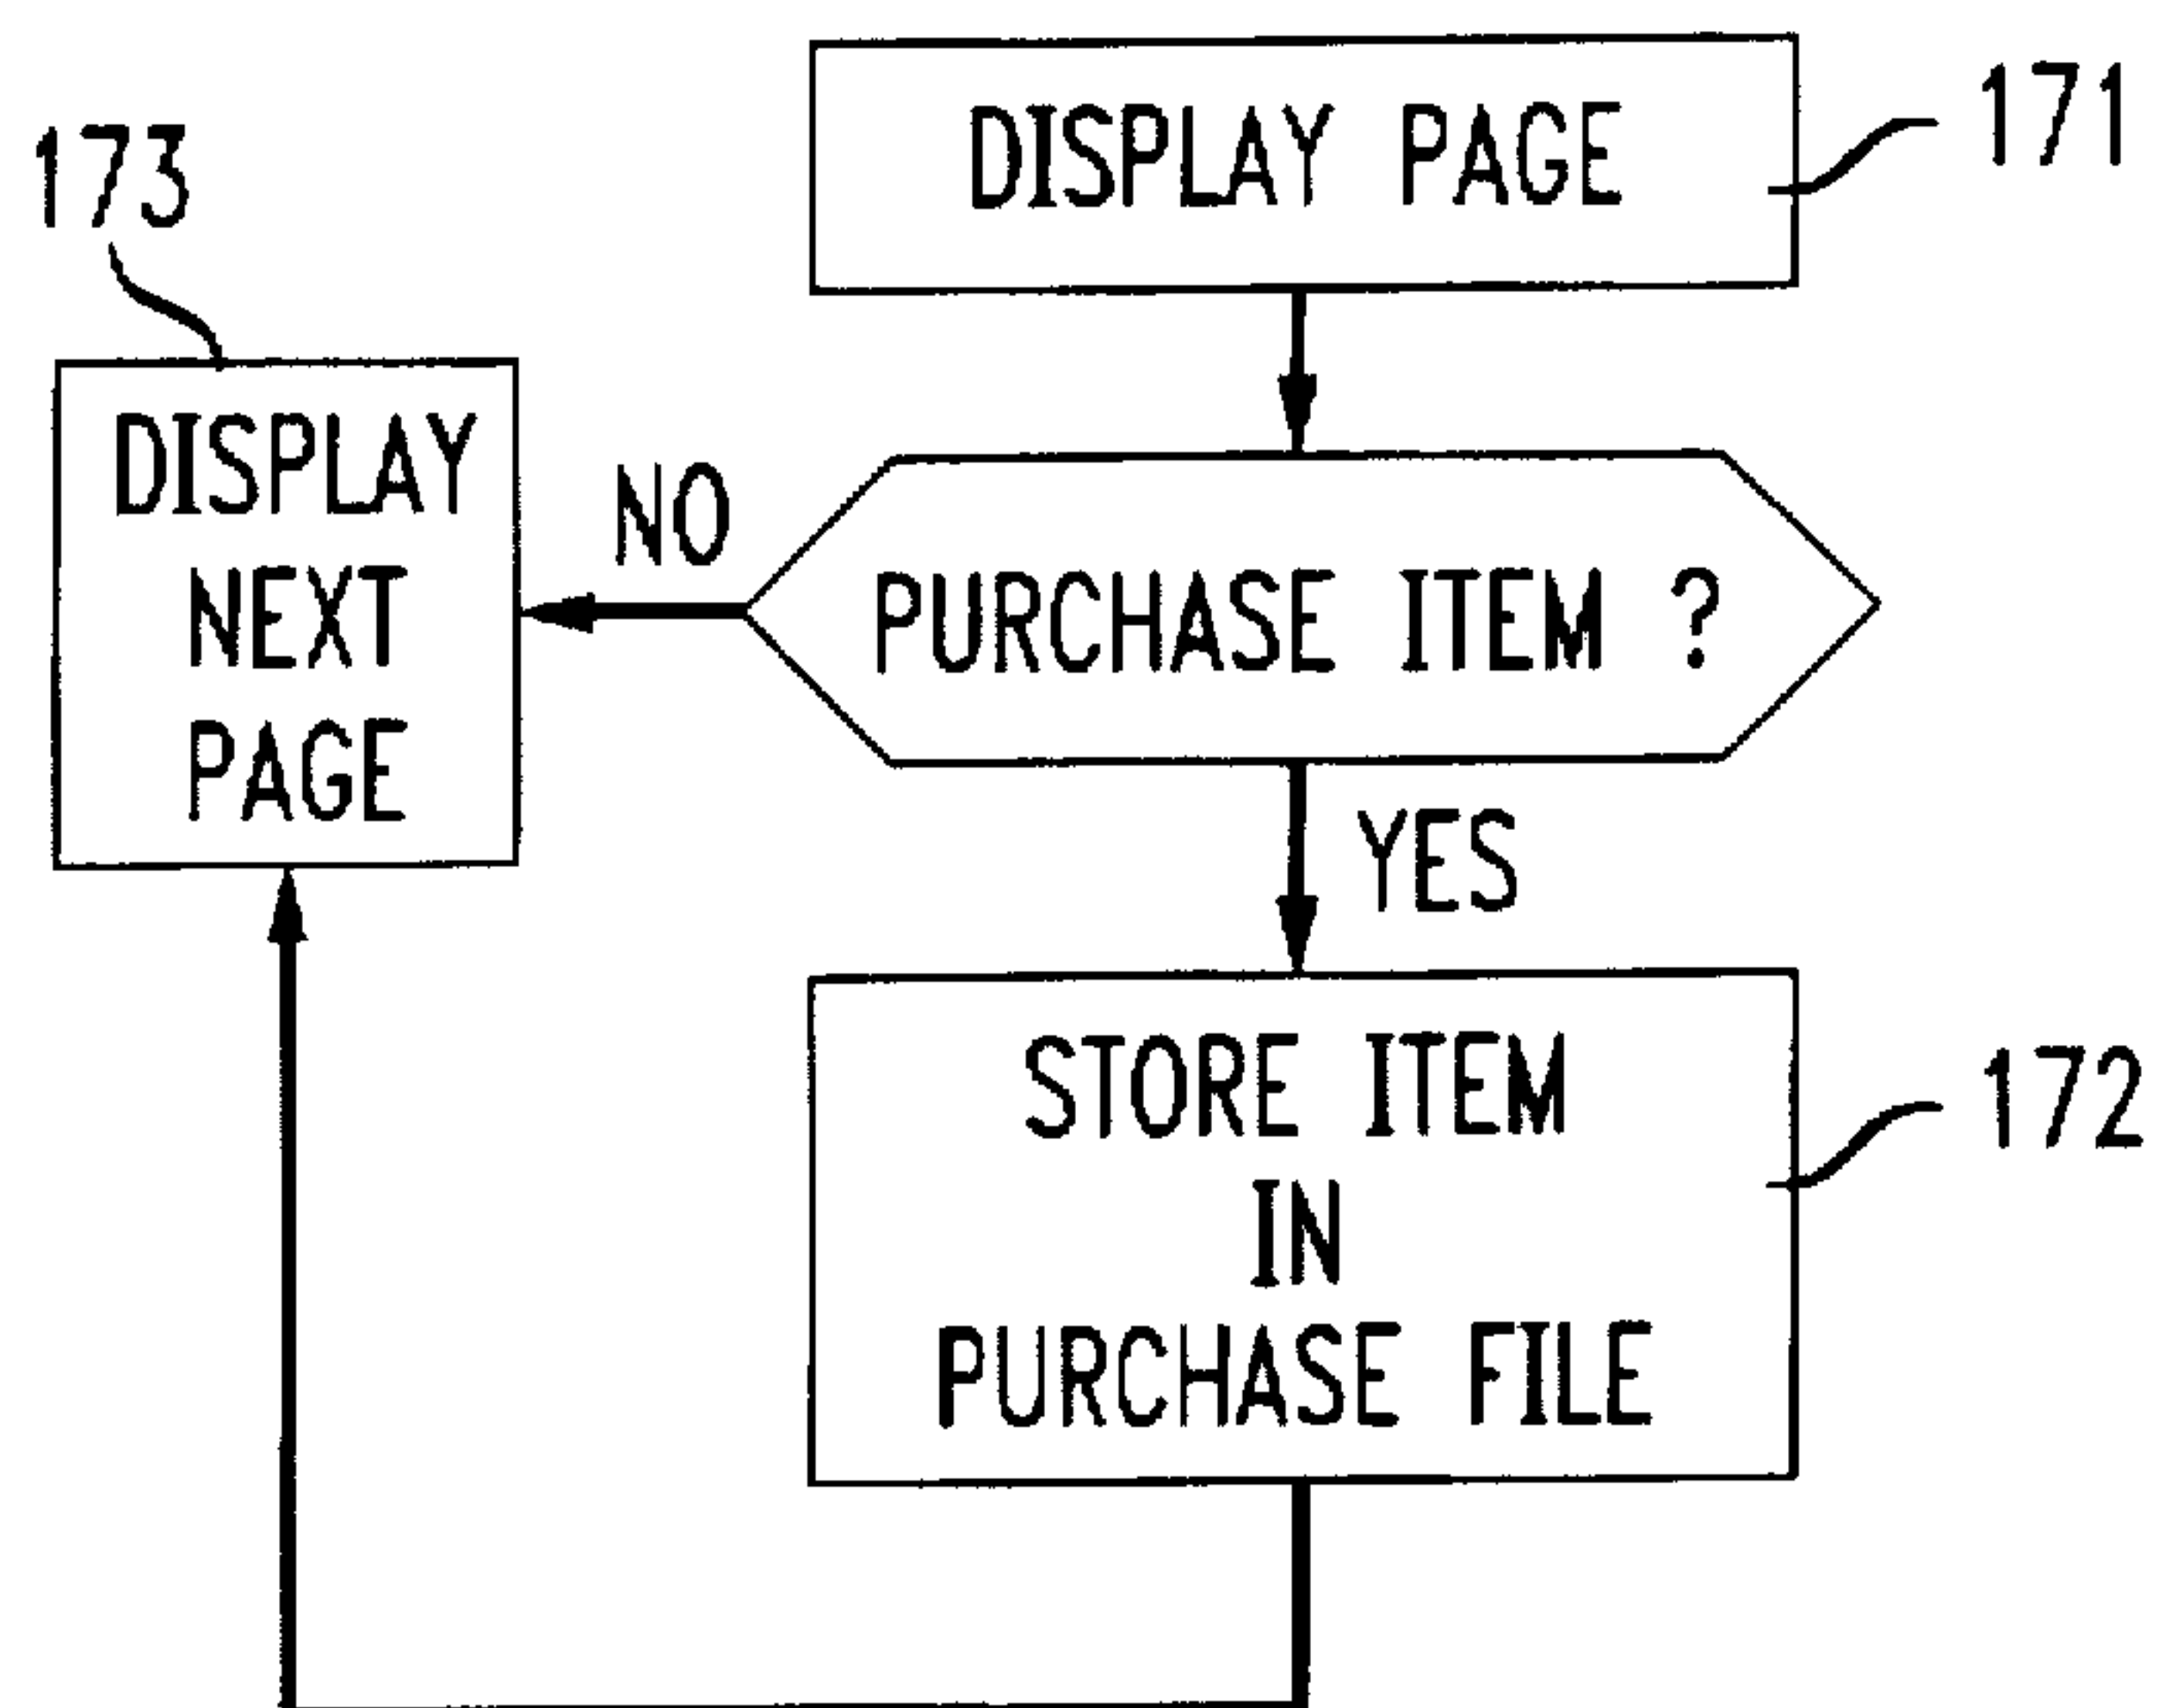 DISPLAY PAGE
171
173
DISPLAY
NEXT
PAGE
NO
PURCHASE ITEM ?
YES
STORE ITEM
IN
PURCHASE FILE
172